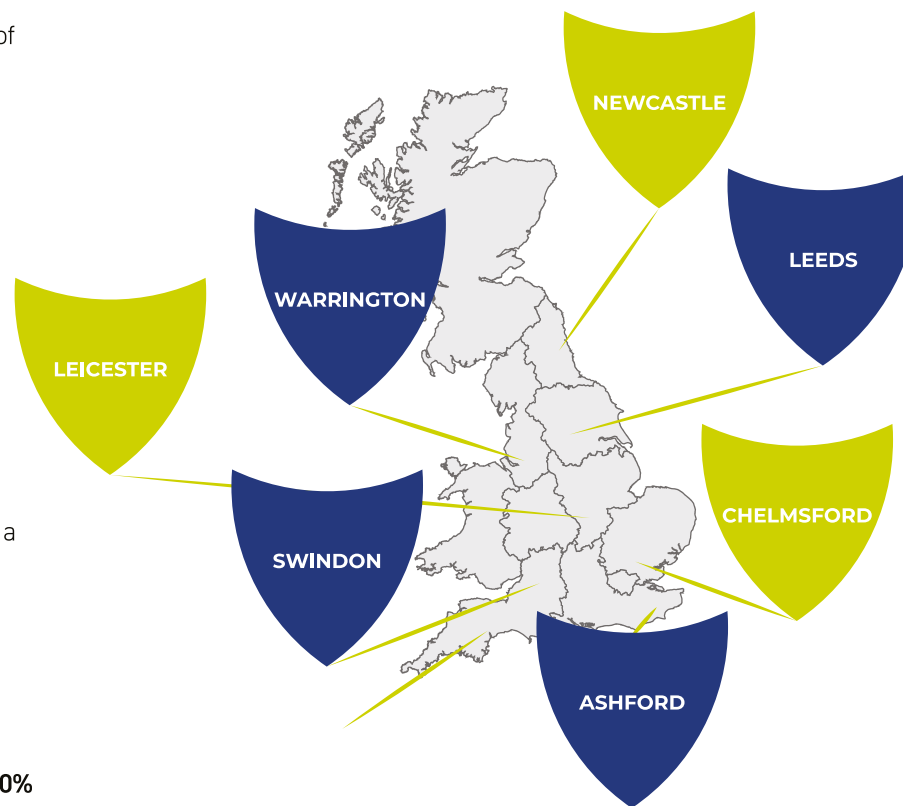 of
NEWCASTLE
LEEDS
WARRINGTON
LEICESTER
CHELMSFORD
a
SWINDON
ASHFORD
0%